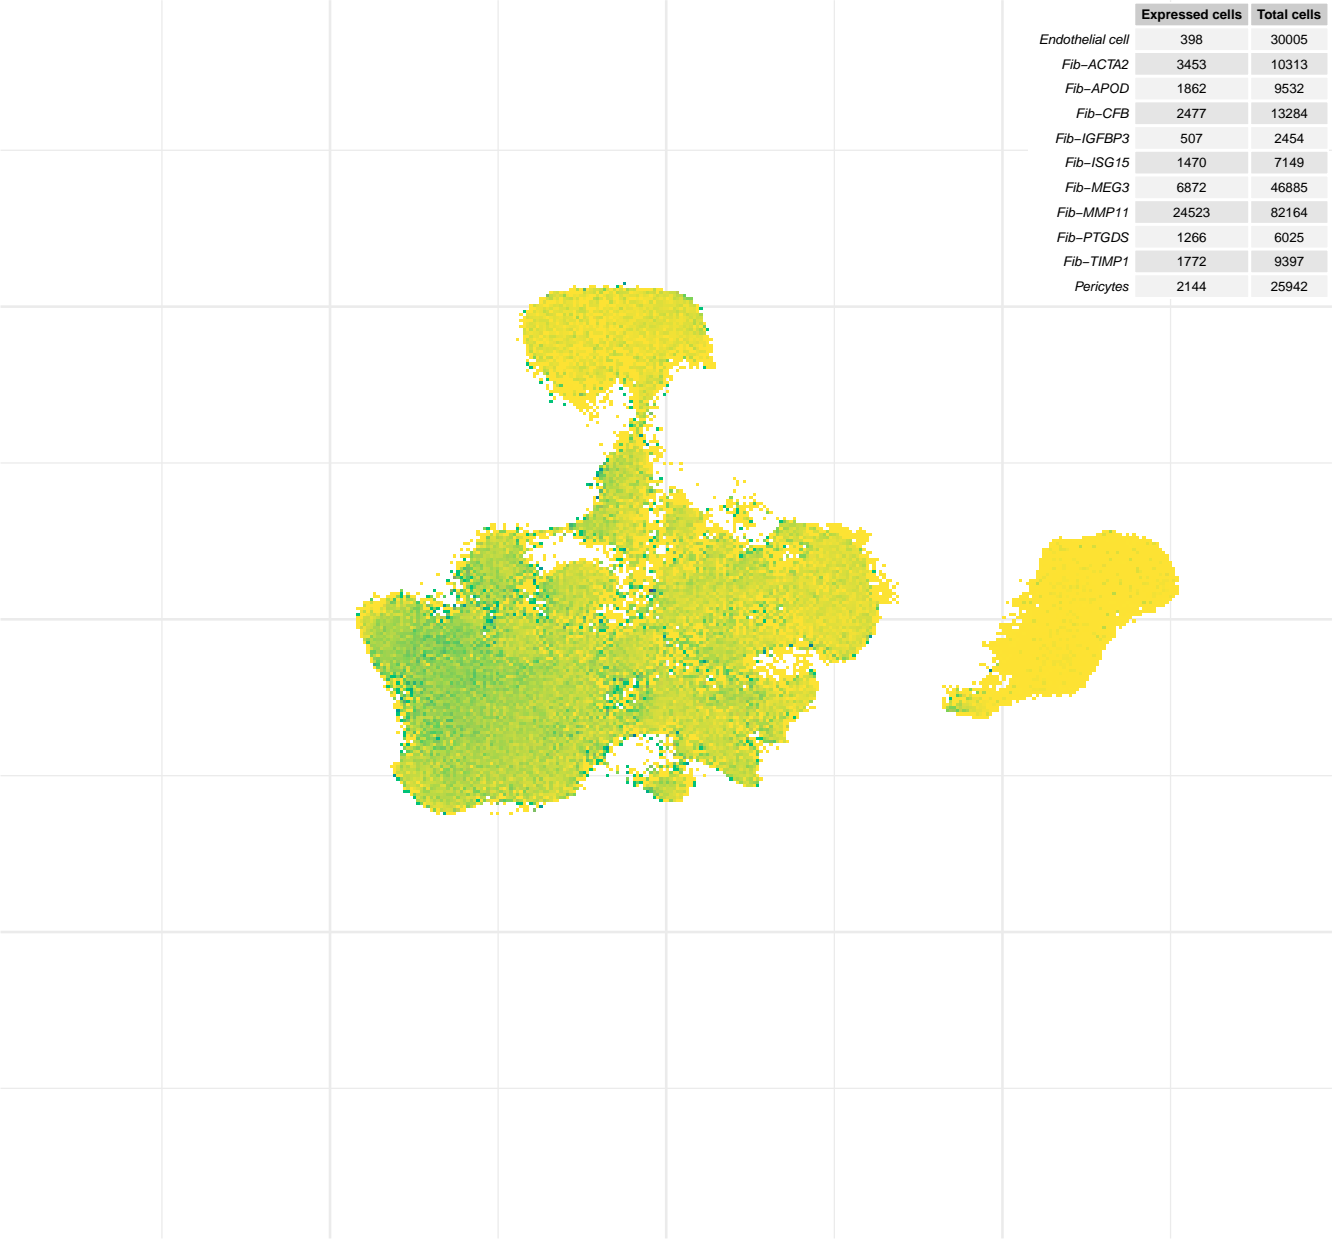 Expressed cells Total cells
Endothelial cell 398 30005
Fib−ACTA2 3453 10313
Fib−APOD 1862 9532
Fib−CFB 2477 13284
Fib−IGFBP3 507 2454
Fib−ISG15 1470 7149
Fib−MEG3 6872 46885
Fib−MMP11 24523 82164
Fib−PTGDS 1266 6025
Fib−TIMP1 1772 9397
Pericytes 2144 25942